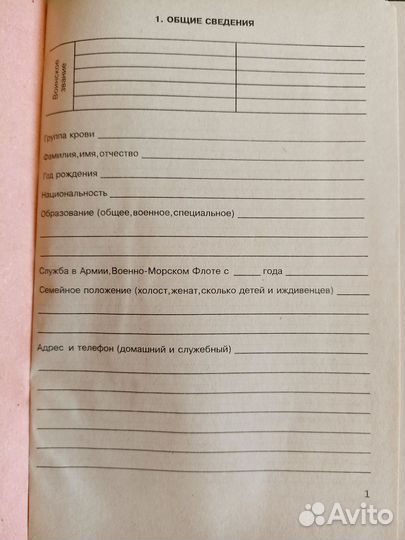 1. ОБЩИЕ СВЕДЕНИЯ
Воинское
звание
Группа крови
Фамилия, имя, отчество
Год рождения
Национальность
Образование (общее, военное, специальное)
Служба в Армии, Военно-Морском Флоте с _____ года
Семейное положение (холост, женат, сколько детей и иждивенцев)
Адрес и телефон (домашний и служебный)
1
Avito